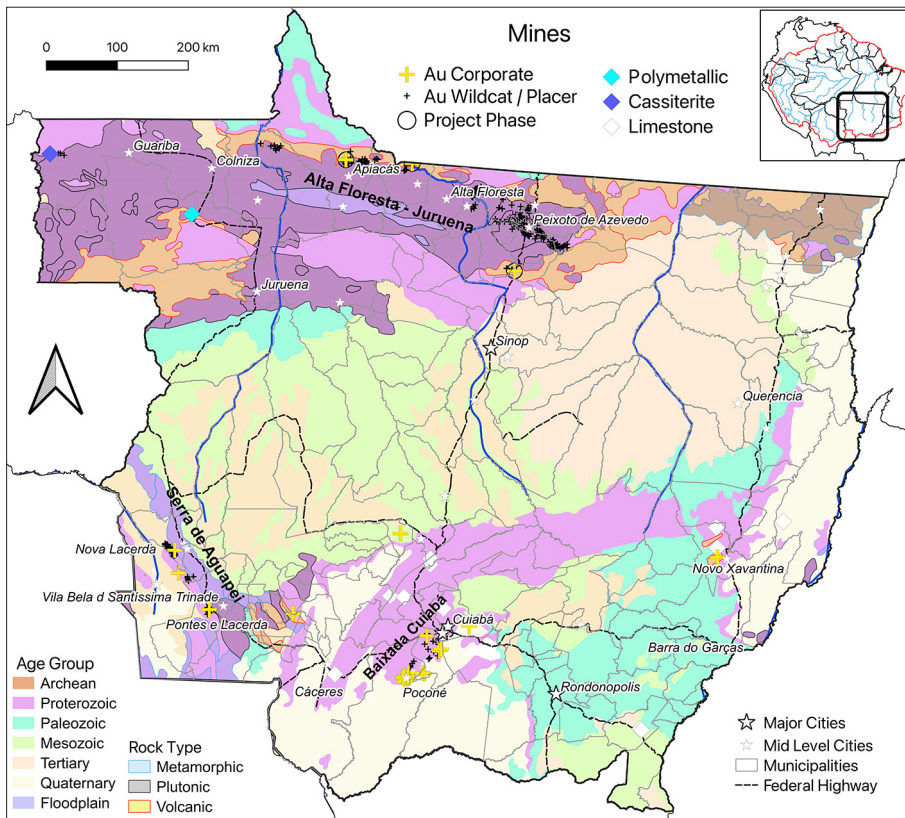 0 100 200 km
Mines
Au Corporate
Au Wildcat / Placer
Project Phase
Polymetallic
Cassiterite
Limestone
Guariba
Colniza
Apiacás
Alta Floresta - Juruena
Alta Floresta
Peixoto de Azevedo
Juruena
Sinop
Querencia
Serra de Aguapei
Nova Lacerda
Vila Bela d Santíssima Trinade
Pontes e Lacerda
Novo Xavantina
Baixada Cuiabá
Cuiabá
Barra do Garças
Cáceres
Poconé
Rondonopolis
Age Group
Archean
Proterozoic
Paleozoic
Mesozoic
Tertiary
Quaternary
Floodplain
Rock Type
Metamorphic
Plutonic
Volcanic
Major Cities
Mid Level Cities
Municipalities
Federal Highway